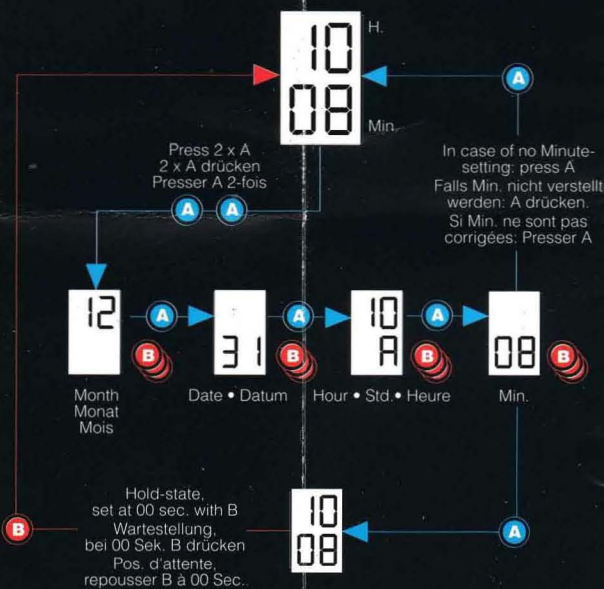 10
H.
08
Min.
Press 2 x A
2 x A drücken
Presser A 2-fois
A A
A
In case of no Minute-
setting: press A
Falls Min. nicht verstellt
werden: A drücken.
Si Min. ne sont pas
corrigées: Presser A
12
A
31
A
10
A
A
08
B
B
B
B
Month
Monat
Mois
Date • Datum
Hour • Std. • Heure
Min.
Hold-state,
set at 00 sec. with B
Wartestellung,
bei 00 Sek. B drücken
Pos. d'attente,
repousser B à 00 Sec..
B
10
08
A